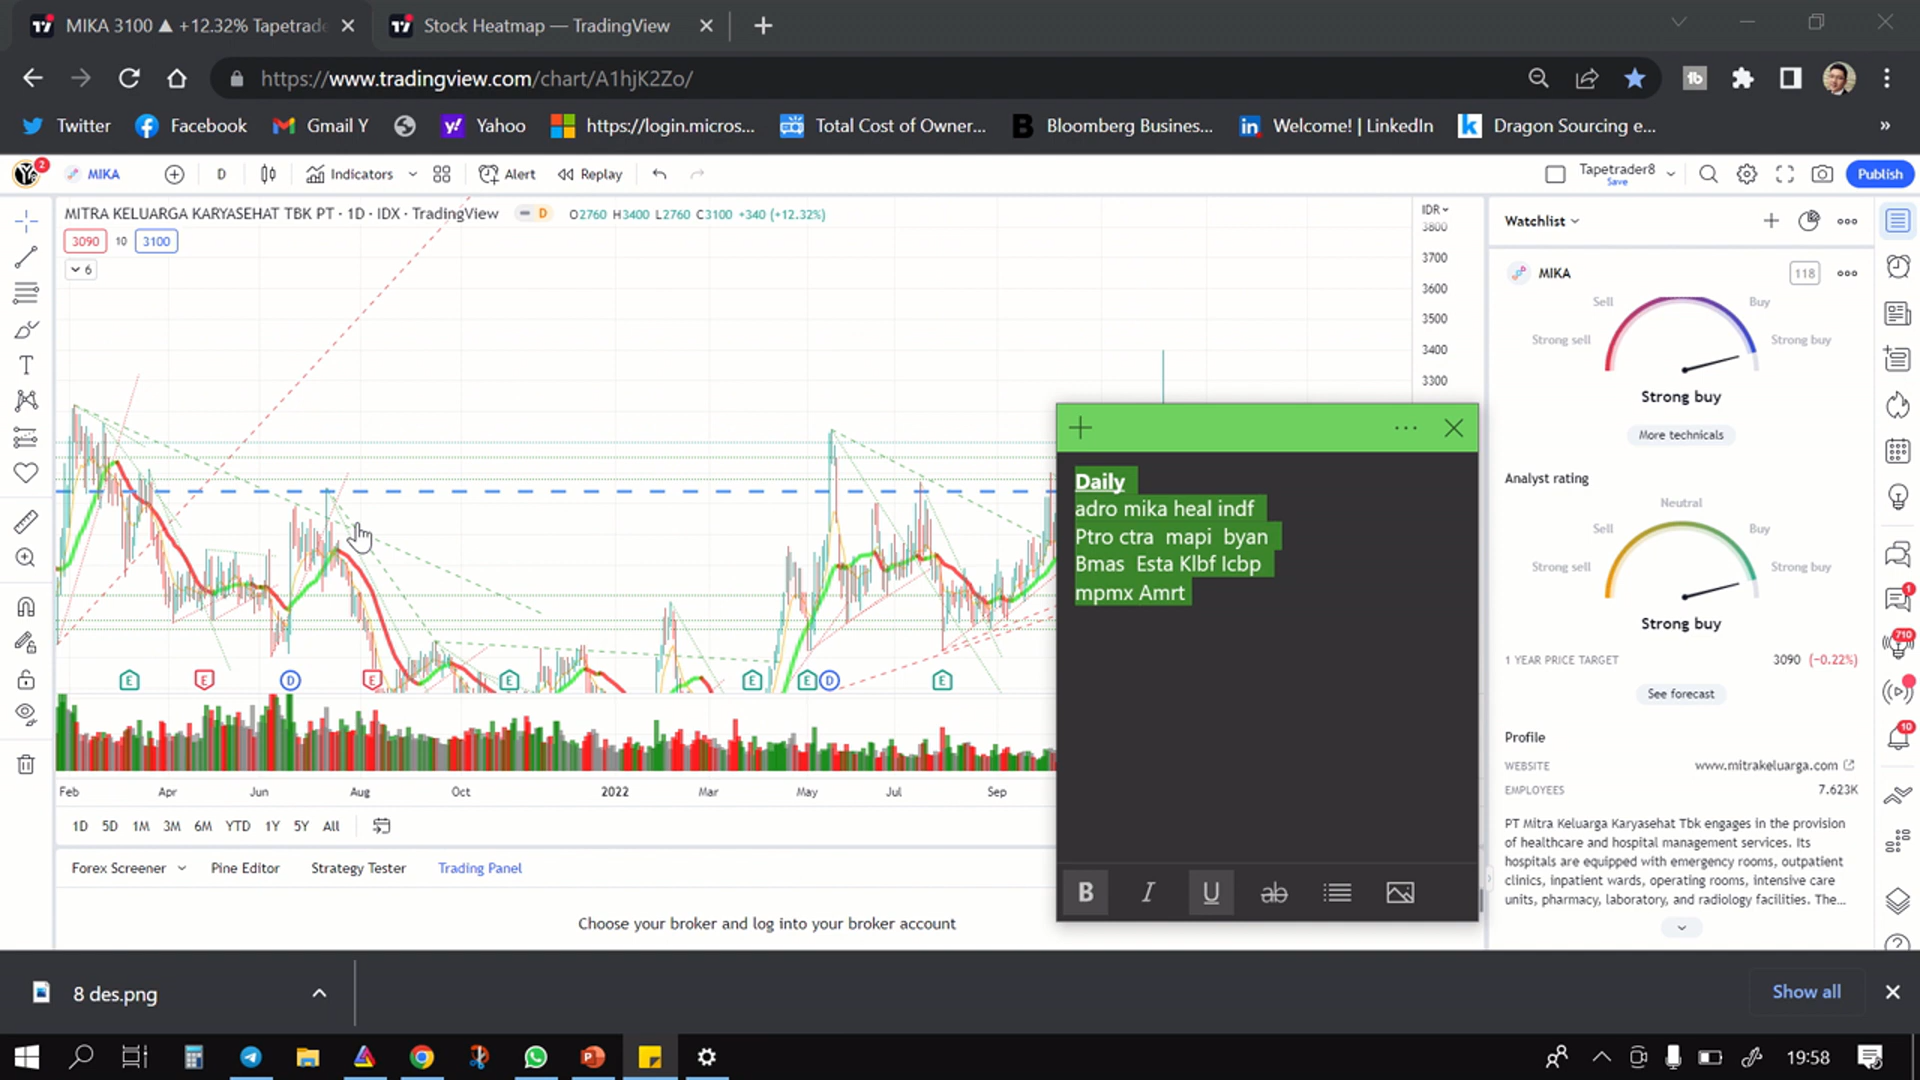 MIKA 3100 ▲ +12.32% Tapetrade
Stock Heatmap — TradingView
https://www.tradingview.com/chart/A1hjK2Zo/
Twitter
Facebook
Gmail Y
Yahoo
https://login.micros...
Total Cost of Owner...
Bloomberg Busines...
Welcome! | LinkedIn
Dragon Sourcing e...
»
2
MIKA
D
Indicators
Alert
Replay
Tapetrader8
Save
Publish
MITRA KELUARGA KARYASEHAT TBK PT · 1D · IDX · TradingView
D
O2760 H3400 L2760 C3100 +340 (+12.32%)
3090
10
3100
6
IDR
3800
3700
3600
3500
3400
3300
Daily
adro mika heal indf
Ptro ctra mapi byan
Bmas Esta Klbf Icbp
mpmx Amrt
B
I
U
ab
E
E
D
E
E
E
E
D
E
Feb
Apr
Jun
Aug
Oct
2022
Mar
May
Jul
Sep
1D
5D
1M
3M
6M
YTD
1Y
5Y
All
Forex Screener
Pine Editor
Strategy Tester
Trading Panel
Choose your broker and log into your broker account
Watchlist
MIKA
118
Sell
Buy
Strong sell
Strong buy
Strong buy
More technicals
Analyst rating
Neutral
Sell
Buy
Strong sell
Strong buy
Strong buy
1 YEAR PRICE TARGET
3090 (−0.22%)
See forecast
Profile
WEBSITE
www.mitrakeluarga.com
EMPLOYEES
7.623K
PT Mitra Keluarga Karyasehat Tbk engages in the provision
of healthcare and hospital management services. Its
hospitals are equipped with emergency rooms, outpatient
clinics, inpatient wards, operating rooms, intensive care
units, pharmacy, laboratory, and radiology facilities. The...
1
710
10
8 des.png
Show all
19:58